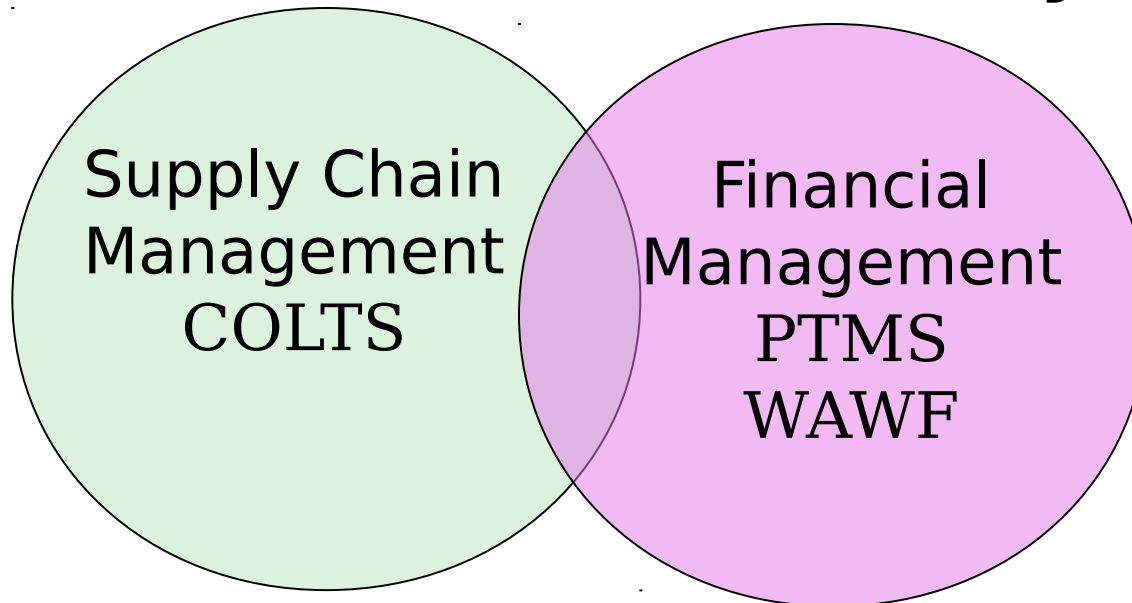 Supply Chain
Management
COLTS
Financial
Management
PTMS
WAWF